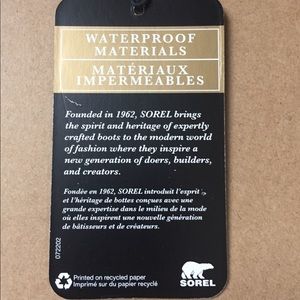 WATERPROOF
MATERIALS
MATÉRIAUX
IMPERMÉABLES
Founded in 1962, SOREL brings
the spirit and heritage of expertly
crafted boots to the modern world
of fashion where they inspire a
new generation of doers, builders,
and creators.
Fondée en 1962, SOREL introduit l'esprit
et l'héritage de bottes conçues avec une
grande expertise dans le milieu de la mode
où elles inspirent une nouvelle génération
de bâtisseurs et de créateurs.
072202
Printed on recycled paper
Imprimé sur du papier recyclé
SOREL